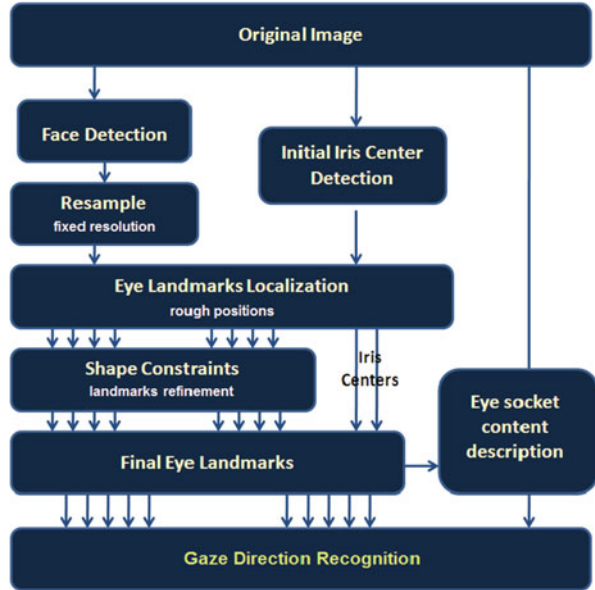 Original Image
Face Detection
Initial Iris Center
Detection
Resample
fixed resolution
Eye Landmarks Localization
rough positions
Iris
Centers
Shape Constraints
landmarks refinement
Eye socket
content
description
Final Eye Landmarks
Gaze Direction Recognition